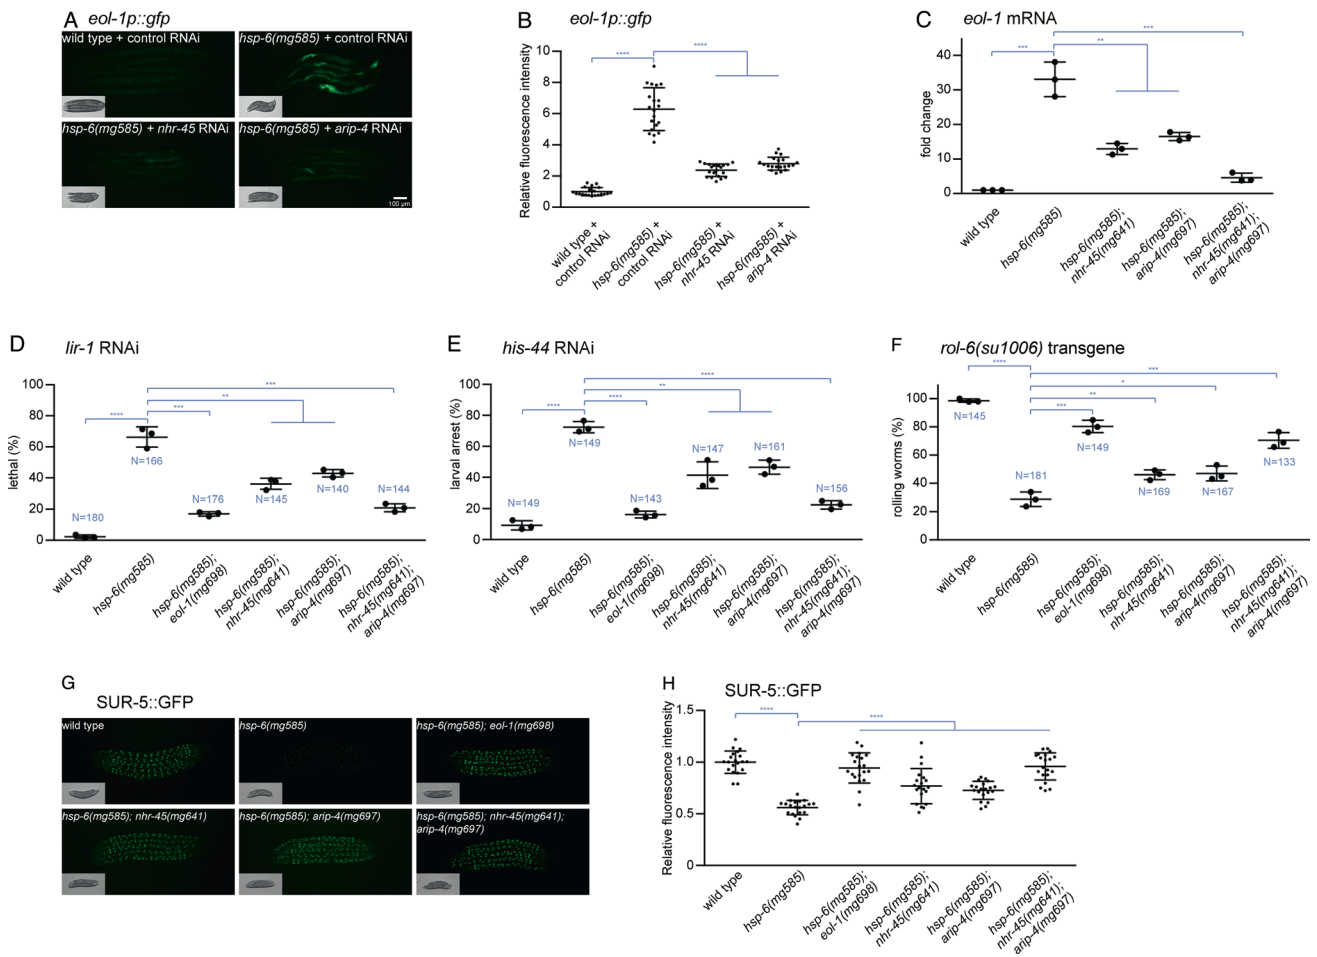 A eol-1p::gfp
wild type + control RNAi
hsp-6(mg585) + control RNAi
hsp-6(mg585) + nhr-45 RNAi
hsp-6(mg585) + arip-4 RNAi
100 µm
B eol-1p::gfp
Relative fluorescence intensity
10
8
6
4
2
0
****
****
wild type +
control RNAi
hsp-6(mg585) +
control RNAi
hsp-6(mg585) +
nhr-45 RNAi
hsp-6(mg585) +
arip-4 RNAi
C eol-1 mRNA
fold change
40
30
20
10
0
***
**
***
wild type
hsp-6(mg585)
hsp-6(mg585);
nhr-45(mg641)
hsp-6(mg585);
arip-4(mg697)
hsp-6(mg585);
nhr-45(mg641);
arip-4(mg697)
D lir-1 RNAi
lethal (%)
100
80
60
40
20
0
***
**
***
****
N=180
N=166
N=176
N=145
N=140
N=144
wild type
hsp-6(mg585)
hsp-6(mg585);
eol-1(mg698)
hsp-6(mg585);
nhr-45(mg641)
hsp-6(mg585);
arip-4(mg697)
hsp-6(mg585);
nhr-45(mg641);
arip-4(mg697)
E his-44 RNAi
larval arrest (%)
100
80
60
40
20
0
****
**
****
****
N=149
N=149
N=143
N=147
N=161
N=156
wild type
hsp-6(mg585)
hsp-6(mg585);
eol-1(mg698)
hsp-6(mg585);
nhr-45(mg641)
hsp-6(mg585);
arip-4(mg697)
hsp-6(mg585);
nhr-45(mg641);
arip-4(mg697)
F rol-6(su1006) transgene
rolling worms (%)
100
80
60
40
20
0
****
***
*
**
***
N=145
N=181
N=149
N=169
N=167
N=133
wild type
hsp-6(mg585)
hsp-6(mg585);
eol-1(mg698)
hsp-6(mg585);
nhr-45(mg641)
hsp-6(mg585);
arip-4(mg697)
hsp-6(mg585);
nhr-45(mg641);
arip-4(mg697)
G
SUR-5::GFP
wild type
hsp-6(mg585)
hsp-6(mg585); eol-1(mg698)
hsp-6(mg585); nhr-45(mg641)
hsp-6(mg585); arip-4(mg697)
hsp-6(mg585); nhr-45(mg641);
arip-4(mg697)
H SUR-5::GFP
Relative fluorescence intensity
1.5
1.0
0.5
0
****
****
wild type
hsp-6(mg585)
hsp-6(mg585);
eol-1(mg698)
hsp-6(mg585);
nhr-45(mg641)
hsp-6(mg585);
arip-4(mg697)
hsp-6(mg585);
nhr-45(mg641);
arip-4(mg697)